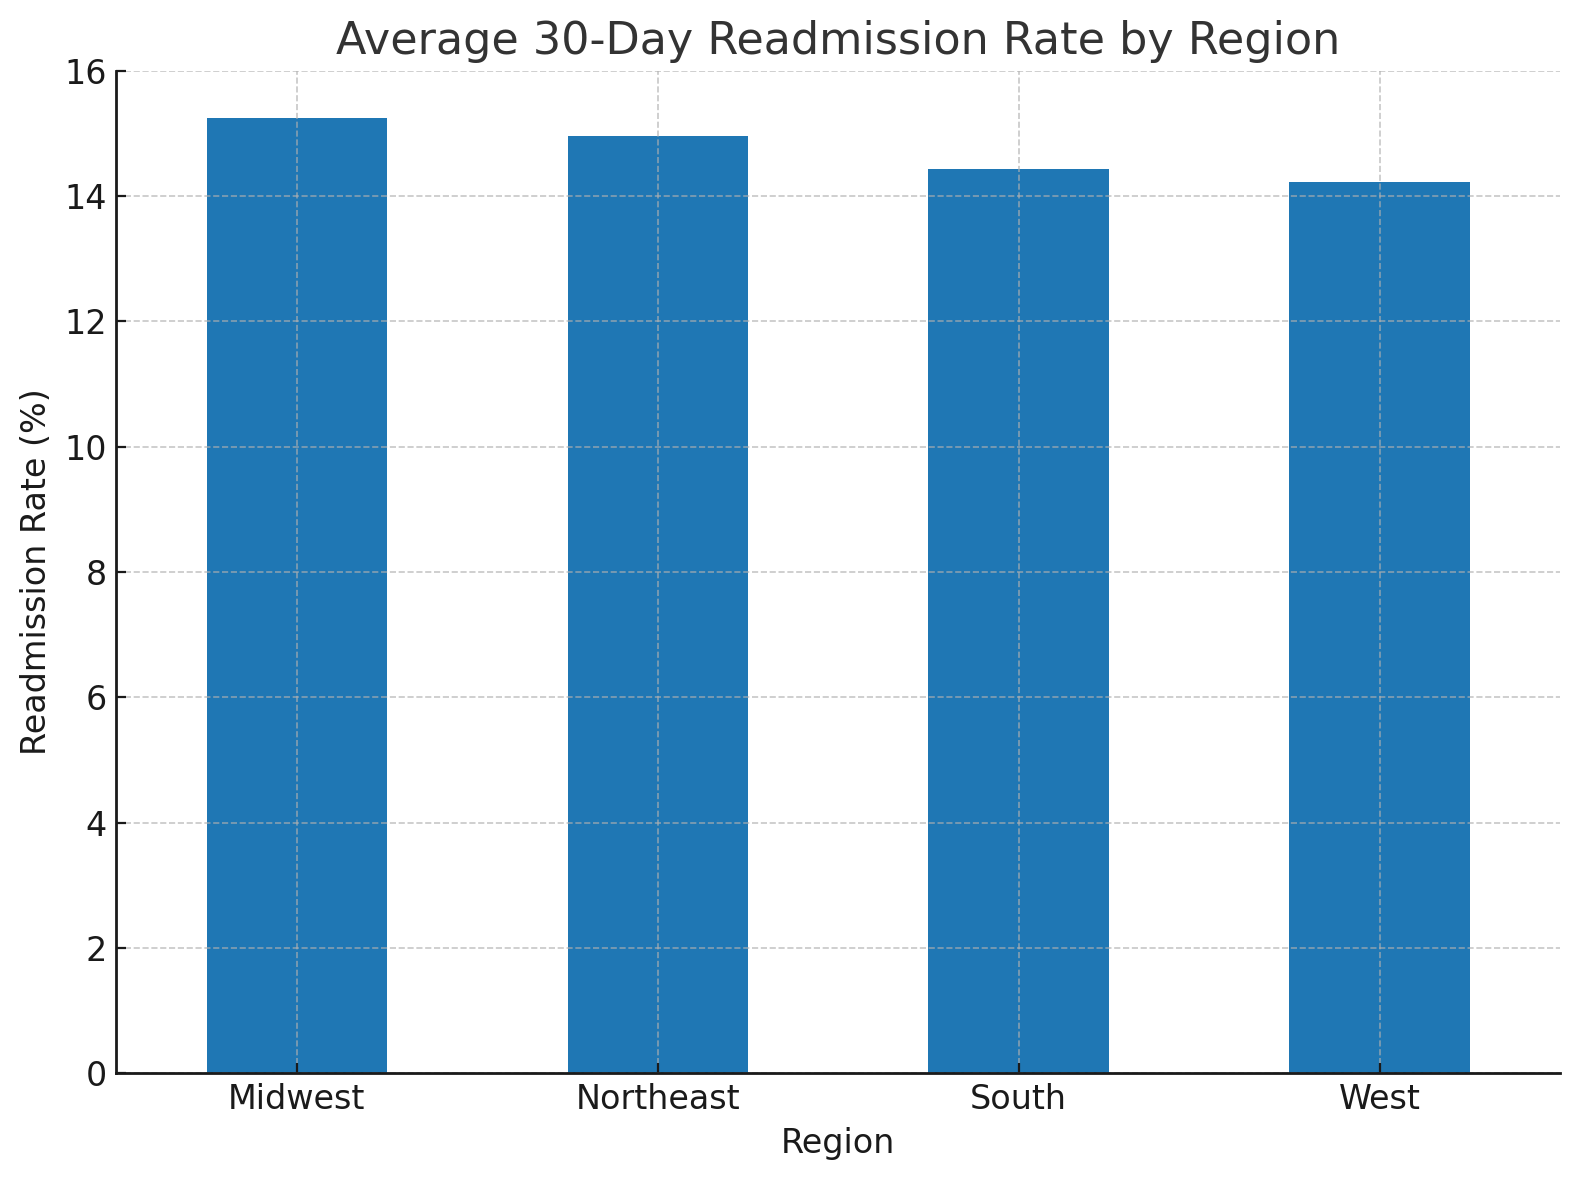 Average 30-Day Readmission Rate by Region
Readmission Rate (%)
16
14
12
10
8
6
4
2
0
Midwest Northeast South West
Region